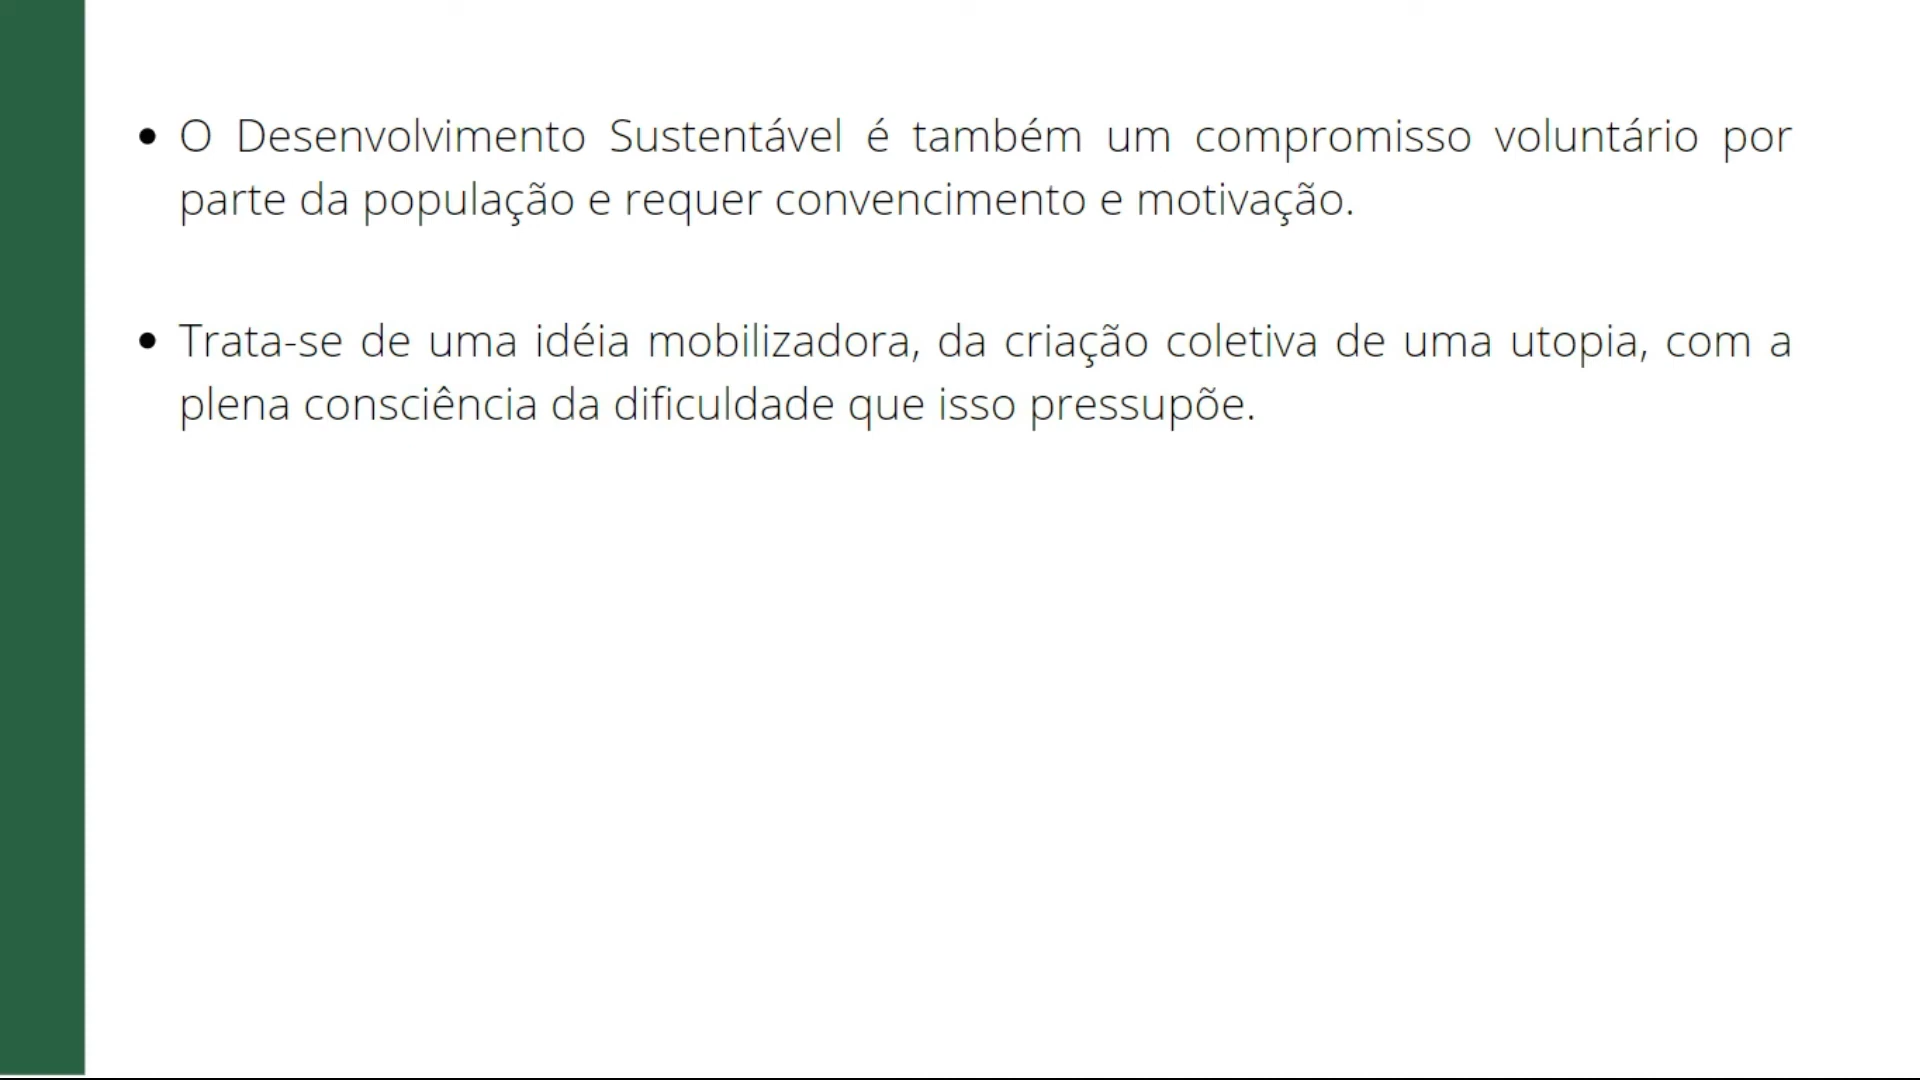 • O Desenvolvimento Sustentável é também um compromisso voluntário por
parte da população e requer convencimento e motivação.
• Trata-se de uma idéia mobilizadora, da criação coletiva de uma utopia, com a
plena consciência da dificuldade que isso pressupõe.